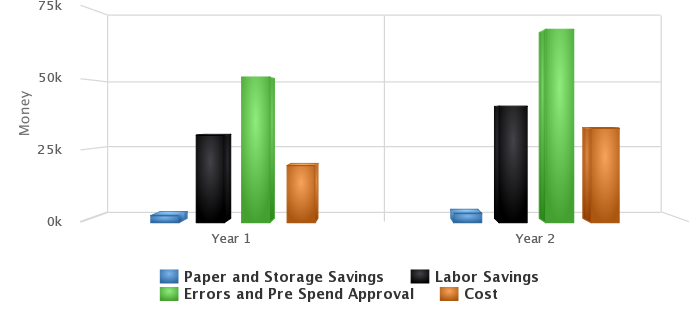 75k
50k
25k
0k
Money
Year 1
Year 2
Paper and Storage Savings
Labor Savings
Errors and Pre Spend Approval
Cost